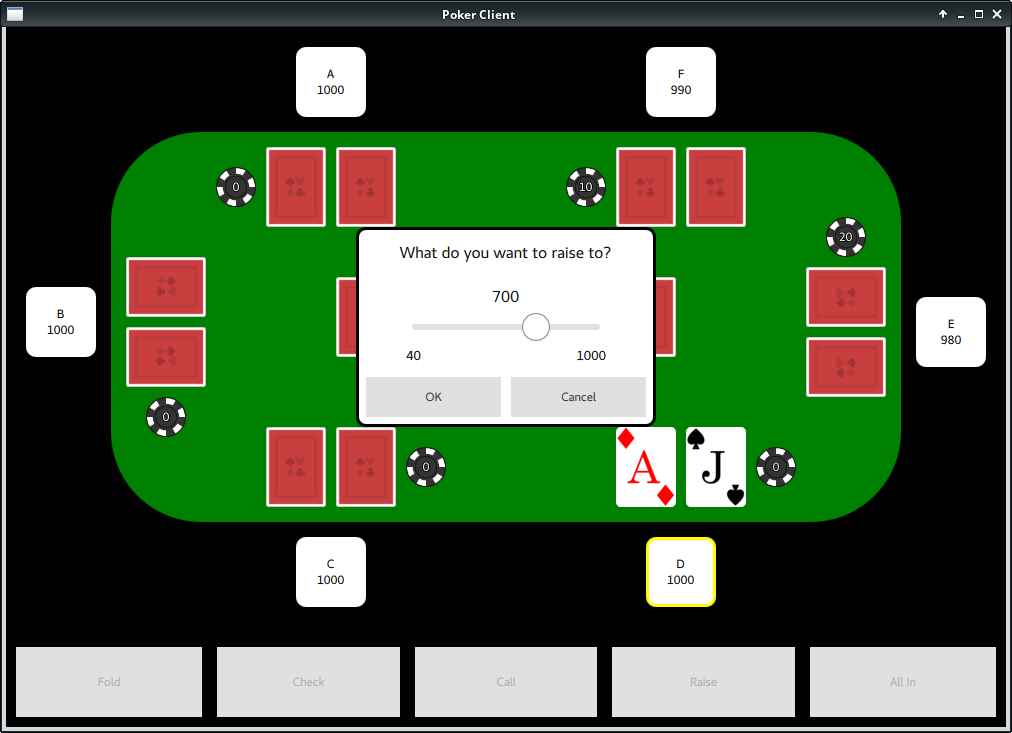 Poker Client
A
1000
F
990
0
10
20
What do you want to raise to?
700
40
1000
OK
Cancel
B
1000
E
980
0
0
A
J
0
C
1000
D
1000
Fold
Check
Call
Raise
All In